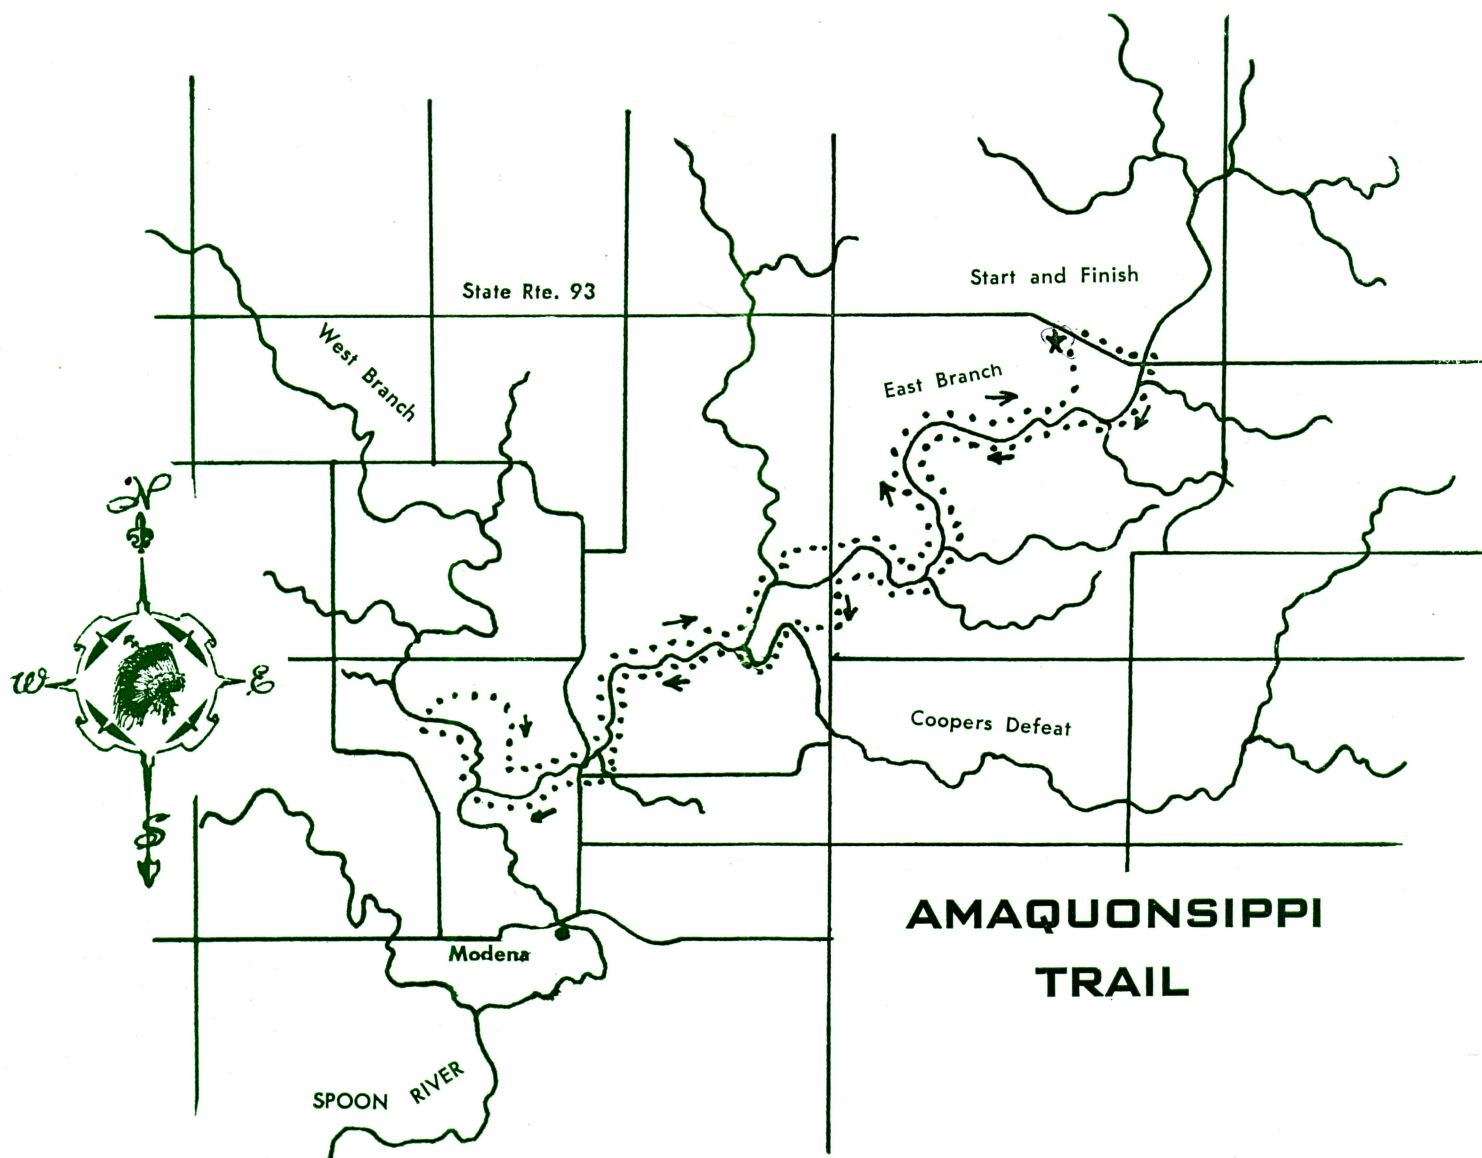 State Rte. 93
Start and Finish
West Branch
East Branch
N
W
E
S
Coopers Defeat
AMAQUONSIPPI
TRAIL
Modena
SPOON RIVER